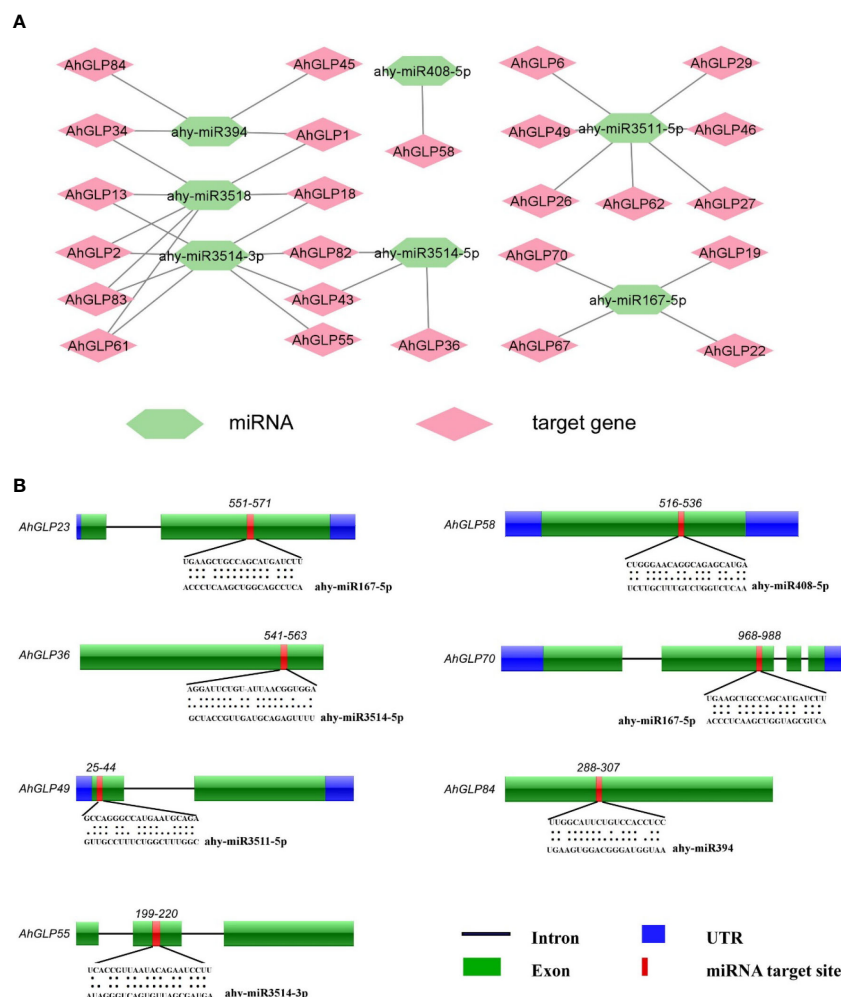 A
AhGLP84
AhGLP45
ahy-miR408-5p
AhGLP6
AhGLP29
AhGLP34
ahy-miR394
AhGLP1
AhGLP58
AhGLP49
ahy-miR3511-5p
AhGLP46
AhGLP13
ahy-miR3518
AhGLP18
AhGLP26
AhGLP62
AhGLP27
AhGLP2
ahy-miR3514-3p
AhGLP82
ahy-miR3514-5p
AhGLP70
AhGLP19
AhGLP83
AhGLP43
ahy-miR167-5p
AhGLP61
AhGLP55
AhGLP36
AhGLP67
AhGLP22
miRNA
target gene
B
551-571
AhGLP23
UGAAGCUGCCAGCAUGAUCUU
ACCCUCAAGCUGGCAGCCUCA
ahy-miR167-5p
516-536
AhGLP58
CUGGGAACAGGCAGAGCAUGA
UCUUGCUUUGUCUGGUCUCAA
ahy-miR408-5p
541-563
AhGLP36
AGGAUUCUGU-AUUAACGGUGGA
GCUACCGUUGAUGCAGAGUUUU
ahy-miR3514-5p
968-988
AhGLP70
UGAAGCUGCCAGCAUGAUCUU
ACCCUCAAGCUGGUAGCGUCA
ahy-miR167-5p
25-44
AhGLP49
GCCAGGGCCAUGAAUGCAGA
GUUGCCUUUCUGGCUUUGGC
ahy-miR3511-5p
288-307
AhGLP84
UUGGCAUUCUGUCCACCUCC
UGAAGUGGACGGGAUGGUAA
ahy-miR394
199-220
AhGLP55
UCACCGUUAAUACAGAAUCCUU
AUAGGGUCAGUGUUAGCGAUGA
ahy-miR3514-3p
Intron
UTR
Exon
miRNA target site